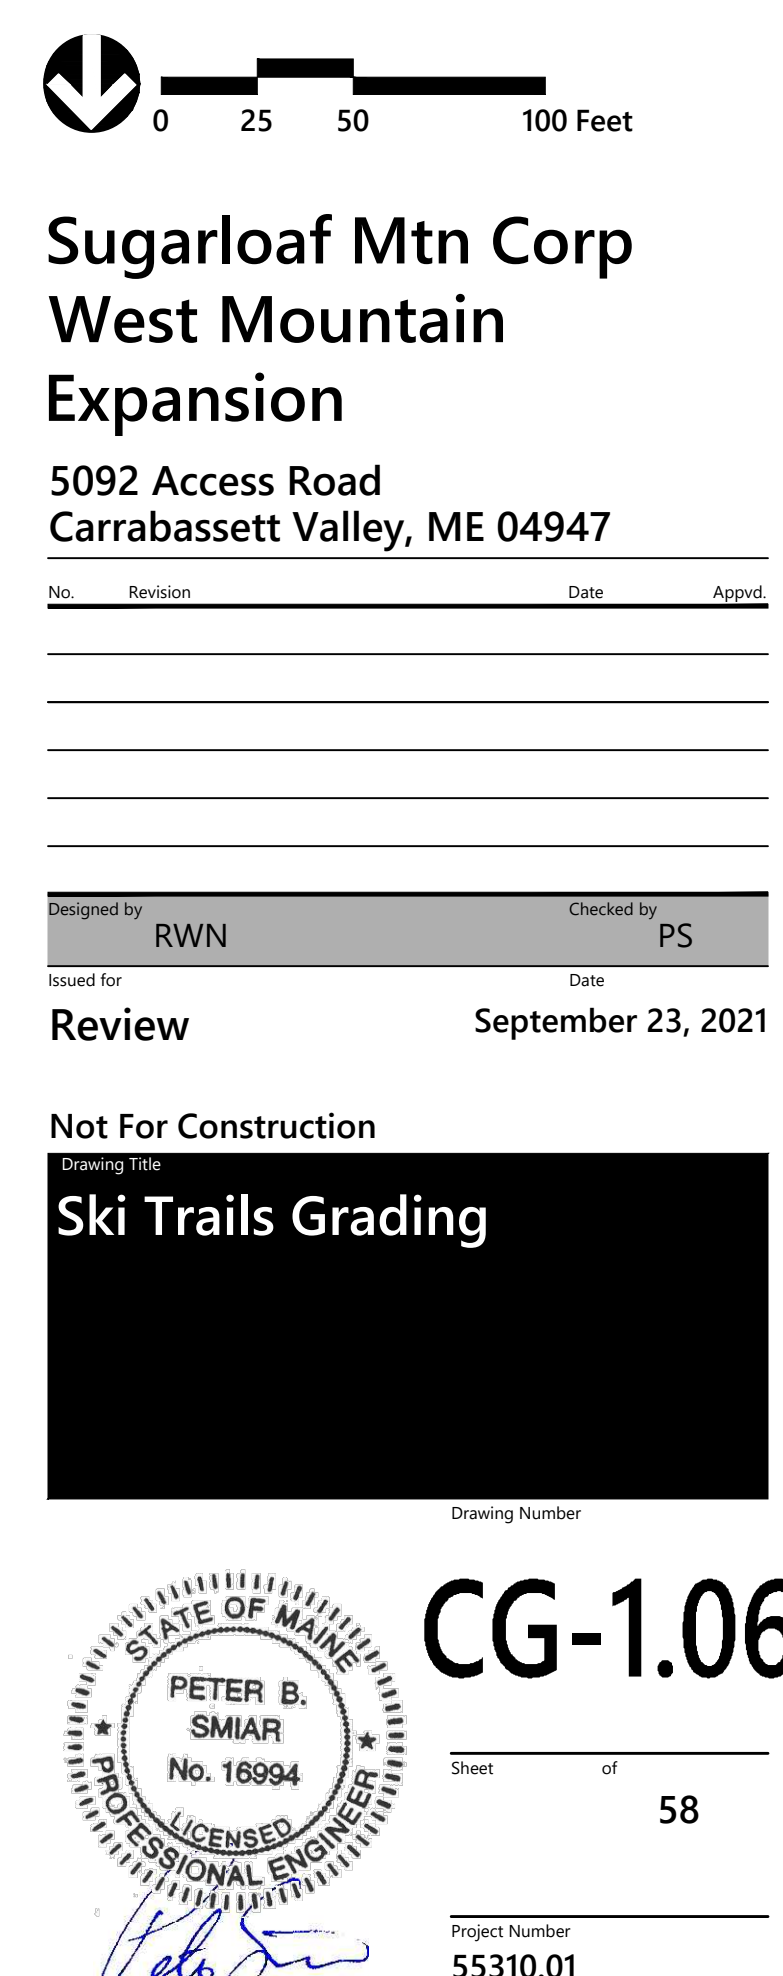 0 25 50 100 Feet
Sugarloaf Mtn Corp
West Mountain
Expansion
5092 Access Road
Carrabassett Valley, ME 04947
No. Revision Date Appvd.
Designed by Checked by
RWN PS
Issued for Date
Review September 23, 2021
Not For Construction
Drawing Title
Ski Trails Grading
Drawing Number
CG-1.06
STATE OF MAINE
PETER B.
SMIAR
No. 16994
LICENSED
PROFESSIONAL ENGINEER
Sheet of
58
Project Number
55310.01